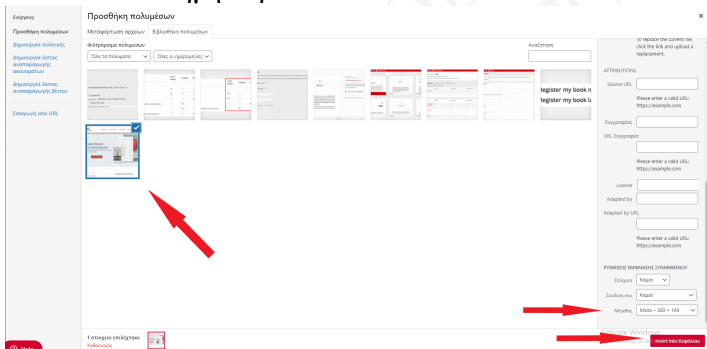 Ενέργειες
Προσθήκη πολυμέσων
Δημιουργία συλλογής
Δημιουργία λίστας
αναπαραγωγής
ακουσμάτων
Δημιουργία λίστας
αναπαραγωγής βίντεο
Εισαγωγή από URL
Προσθήκη πολυμέσων
Μεταφόρτωση αρχείων
Βιβλιοθήκη πολυμέσων
Φιλτράρισμα πολυμέσων
Όλα τα πολυμέσα
Όλες οι ημερομηνίες
Αναζήτηση
legister my book n
legister my book la
To replace the current file,
click the link and upload a
replacement.
ATTRIBUTIONS
Source URL
Please enter a valid URL:
https://example.com
Συγγραφέας
URL Συγγραφέα
Please enter a valid URL:
https://example.com
License
Adapted by
Adapted by URL
Please enter a valid URL:
https://example.com
ΡΥΘΜΙΣΕΙΣ ΕΜΦΑΝΙΣΗΣ ΣΥΝΗΜΜΕΝΟΥ
Στοίχιση Καμία
Σύνδεση στο Καμία
Μέγεθος Μέσο – 300 × 169
1 στοιχείο επιλέχτηκε
Καθαρισμός
Activate Windows
Insert into Κεφάλαιο
Help